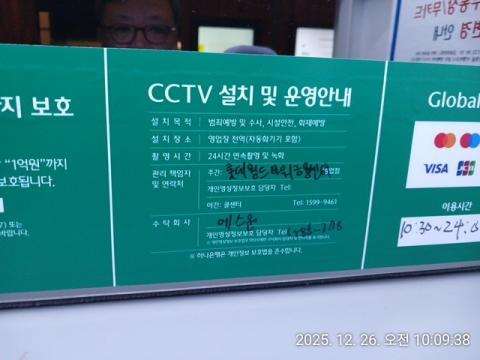 CCTV 설치 및 운영안내
설치목적 범죄예방 및 수사, 시설안전, 화재예방
설치장소 영업장 전역(자동화기기 포함)
촬영시간 24시간 연속촬영 및 녹화
관리 책임자 및 연락처 주간: 영업점
개인영상정보보호 담당자 Tel:
야간: 콜센터 Tel: 1599-9461
수탁회사 에스원
개인영상정보보호 담당자 Tel
※ 하나은행은 개인정보 보호법을 준수합니다.
지 보호
"1억원"까지
보호됩니다.
Global
VISA JCB
이용시간
10:30~24:
변경 안내
2025. 12. 26. 오전 10:09:38